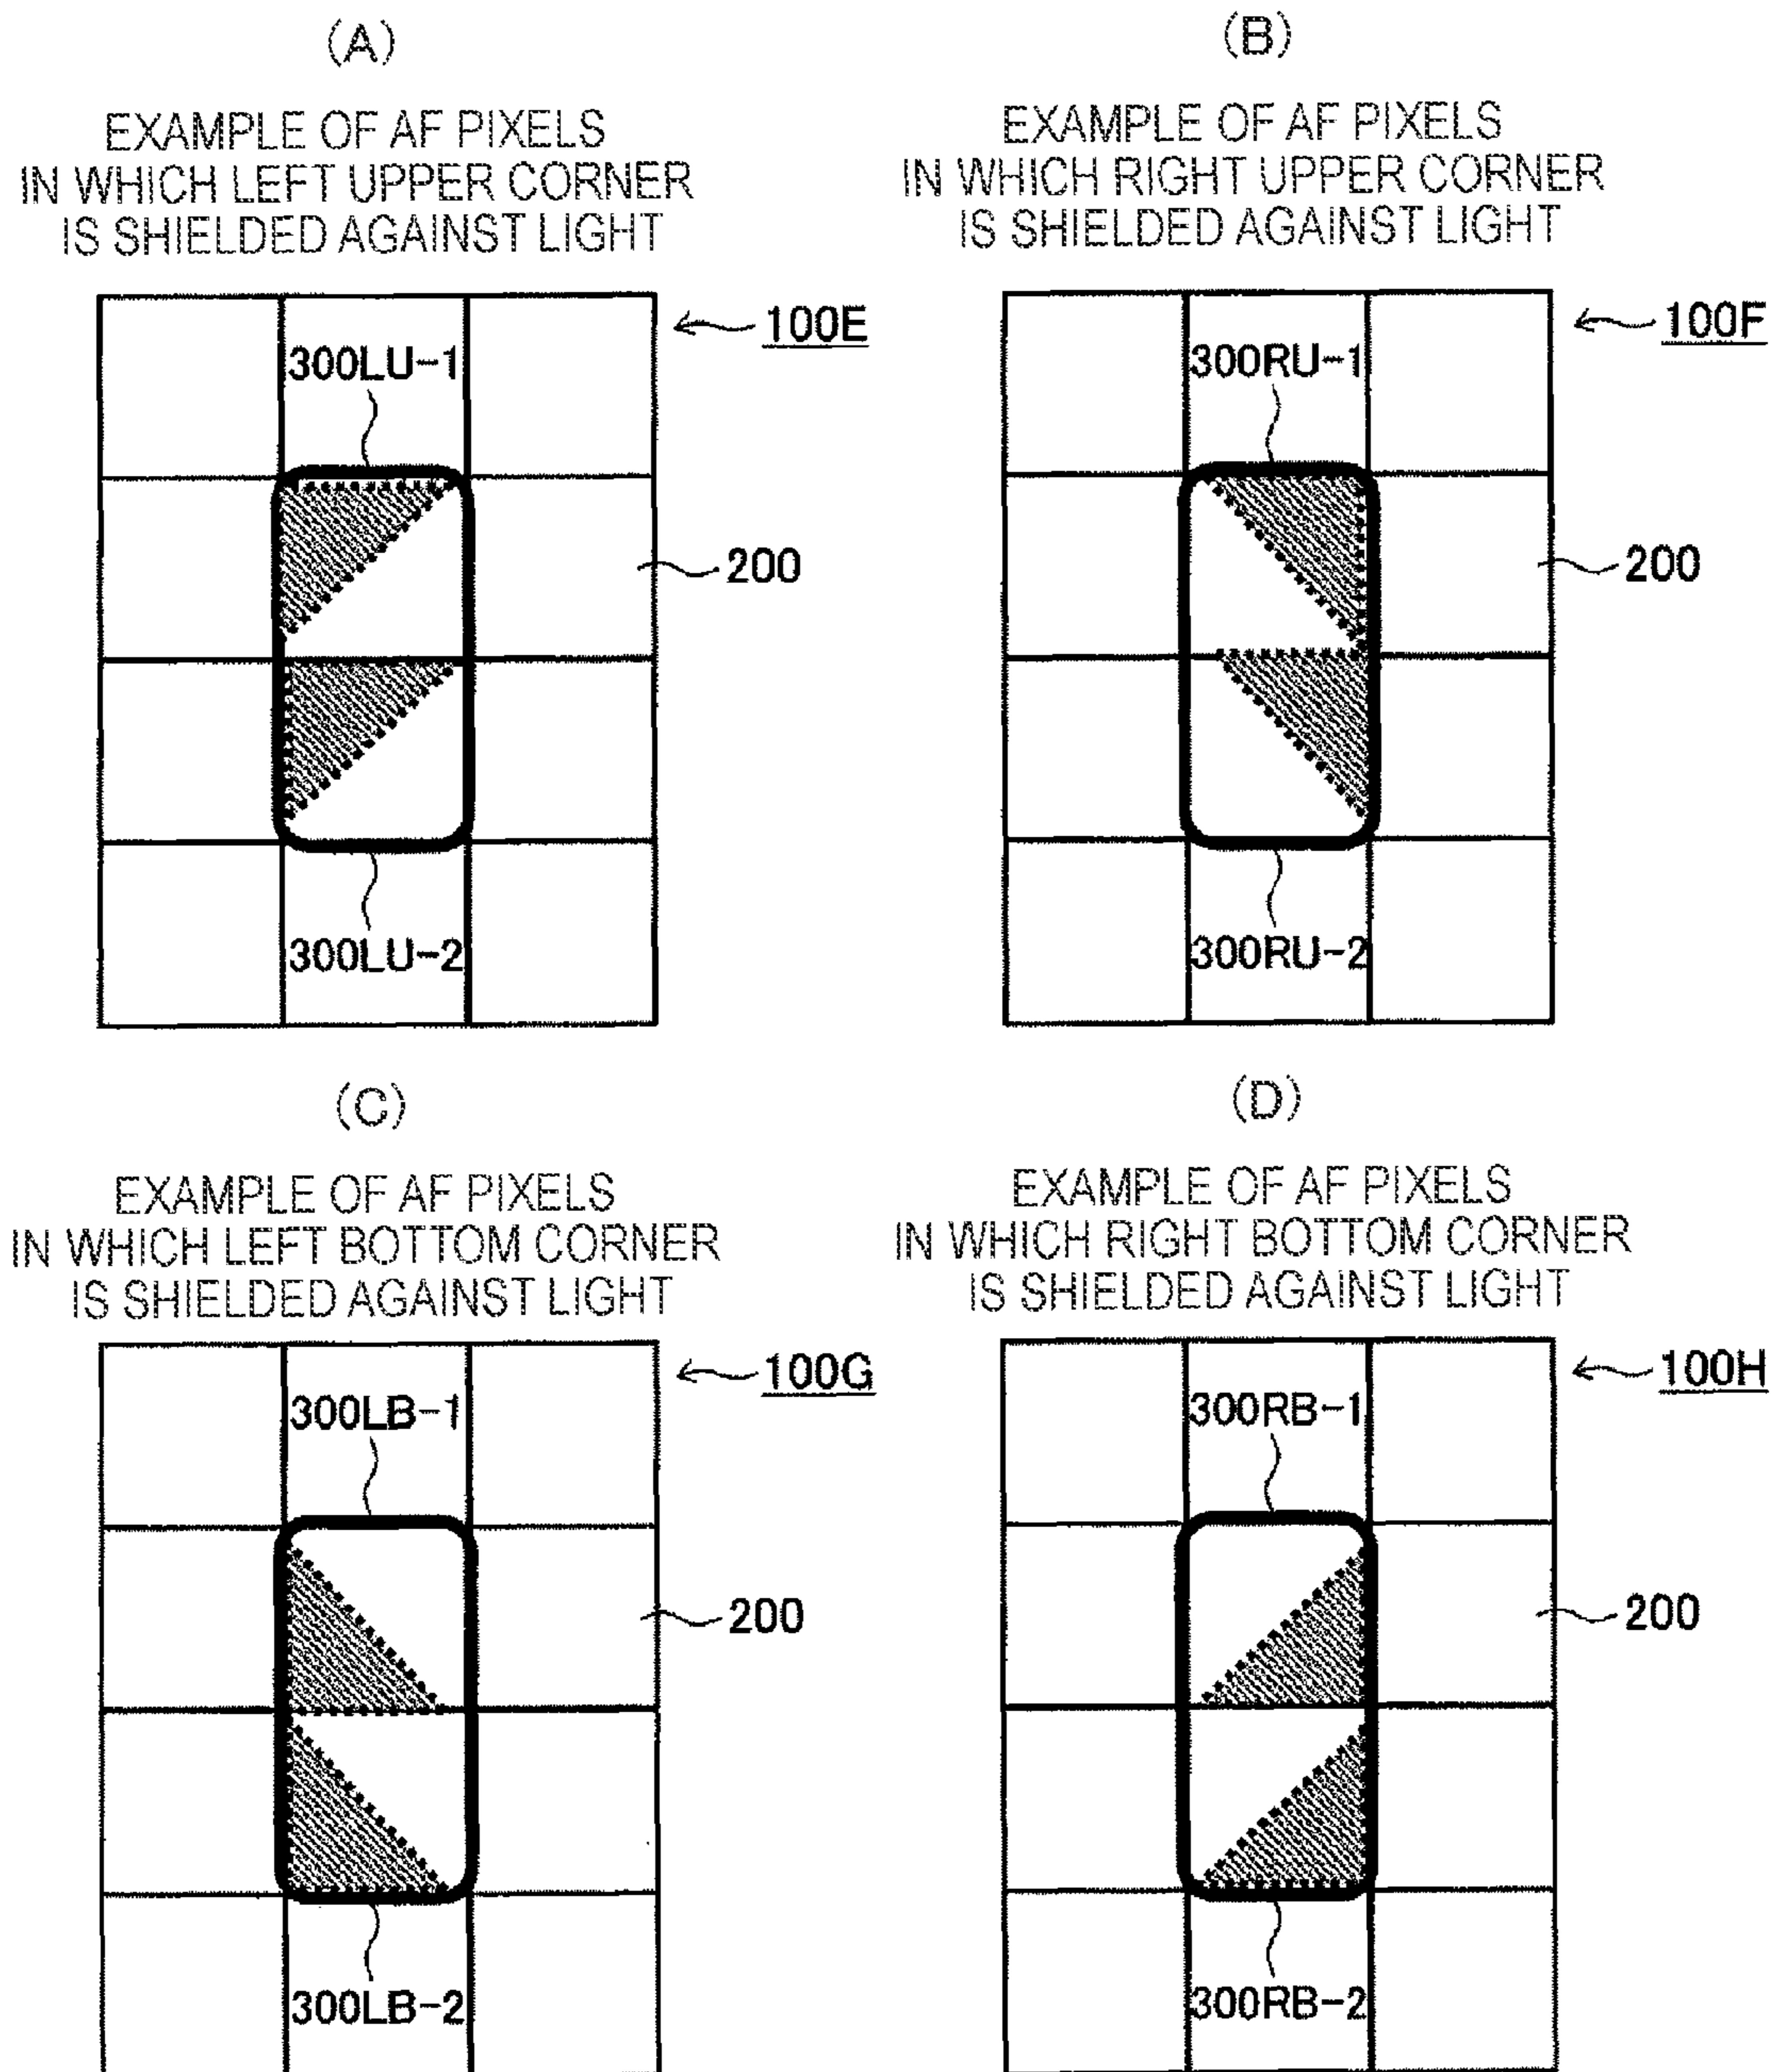 (A)
EXAMPLE OF AF PIXELS
IN WHICH LEFT UPPER CORNER
IS SHIELDED AGAINST LIGHT
100E
300LU-1
200
300LU-2
(B)
EXAMPLE OF AF PIXELS
IN WHICH RIGHT UPPER CORNER
IS SHIELDED AGAINST LIGHT
100F
300RU-1
200
300RU-2
(C)
EXAMPLE OF AF PIXELS
IN WHICH LEFT BOTTOM CORNER
IS SHIELDED AGAINST LIGHT
100G
300LB-1
200
300LB-2
(D)
EXAMPLE OF AF PIXELS
IN WHICH RIGHT BOTTOM CORNER
IS SHIELDED AGAINST LIGHT
100H
300RB-1
200
300RB-2